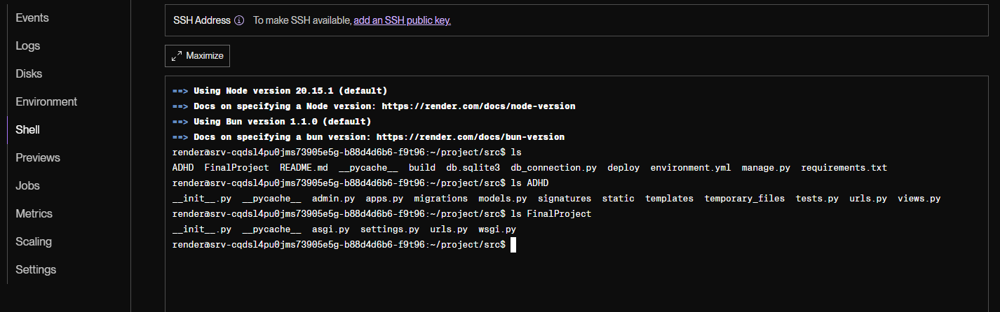 Events
Logs
Disks
Environment
Shell
Previews
Jobs
Metrics
Scaling
Settings
SSH Address To make SSH available, add an SSH public key.
Maximize
==> Using Node version 20.15.1 (default)
==> Docs on specifying a Node version: https://render.com/docs/node-version
==> Using Bun version 1.1.0 (default)
==> Docs on specifying a bun version: https://render.com/docs/bun-version
render@srv-cqdsl4pu0jms73905e5g-b88d4d6b6-f9t96:~/project/src$ ls
ADHD FinalProject README.md __pycache__ build db.sqlite3 db_connection.py deploy environment.yml manage.py requirements.txt
render@srv-cqdsl4pu0jms73905e5g-b88d4d6b6-f9t96:~/project/src$ ls ADHD
__init__.py __pycache__ admin.py apps.py migrations models.py signatures static templates temporary_files tests.py urls.py views.py
render@srv-cqdsl4pu0jms73905e5g-b88d4d6b6-f9t96:~/project/src$ ls FinalProject
__init__.py __pycache__ asgi.py settings.py urls.py wsgi.py
render@srv-cqdsl4pu0jms73905e5g-b88d4d6b6-f9t96:~/project/src$